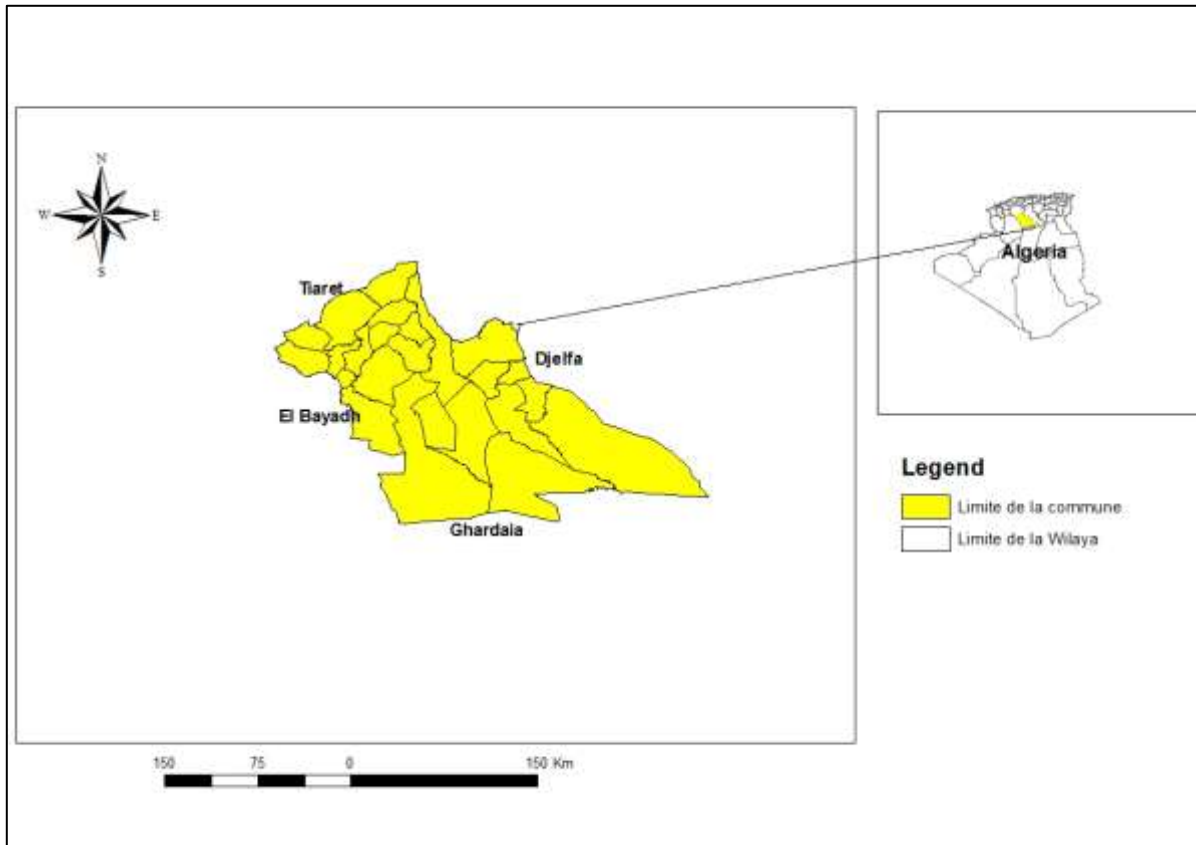 N
W E
S
Tiaret
Djelfa
El Bayadh
Ghardaia
Algeria
Legend
Limite de la commune
Limite de la Wilaya
150 75 0 150 Km